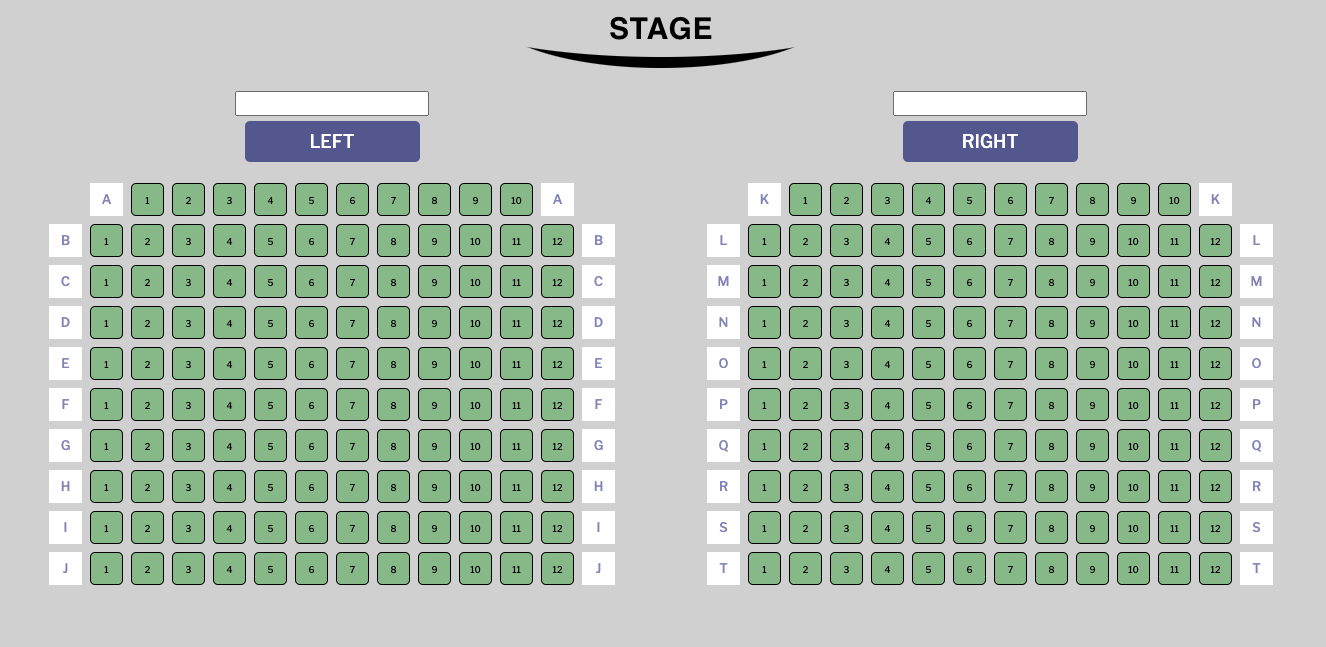 STAGE
LEFT RIGHT
A 1 2 3 4 5 6 7 8 9 10 A K 1 2 3 4 5 6 7 8 9 10 K
B 1 2 3 4 5 6 7 8 9 10 11 12 B L 1 2 3 4 5 6 7 8 9 10 11 12 L
C 1 2 3 4 5 6 7 8 9 10 11 12 C M 1 2 3 4 5 6 7 8 9 10 11 12 M
D 1 2 3 4 5 6 7 8 9 10 11 12 D N 1 2 3 4 5 6 7 8 9 10 11 12 N
E 1 2 3 4 5 6 7 8 9 10 11 12 E O 1 2 3 4 5 6 7 8 9 10 11 12 O
F 1 2 3 4 5 6 7 8 9 10 11 12 F P 1 2 3 4 5 6 7 8 9 10 11 12 P
G 1 2 3 4 5 6 7 8 9 10 11 12 G Q 1 2 3 4 5 6 7 8 9 10 11 12 Q
H 1 2 3 4 5 6 7 8 9 10 11 12 H R 1 2 3 4 5 6 7 8 9 10 11 12 R
I 1 2 3 4 5 6 7 8 9 10 11 12 I S 1 2 3 4 5 6 7 8 9 10 11 12 S
J 1 2 3 4 5 6 7 8 9 10 11 12 J T 1 2 3 4 5 6 7 8 9 10 11 12 T